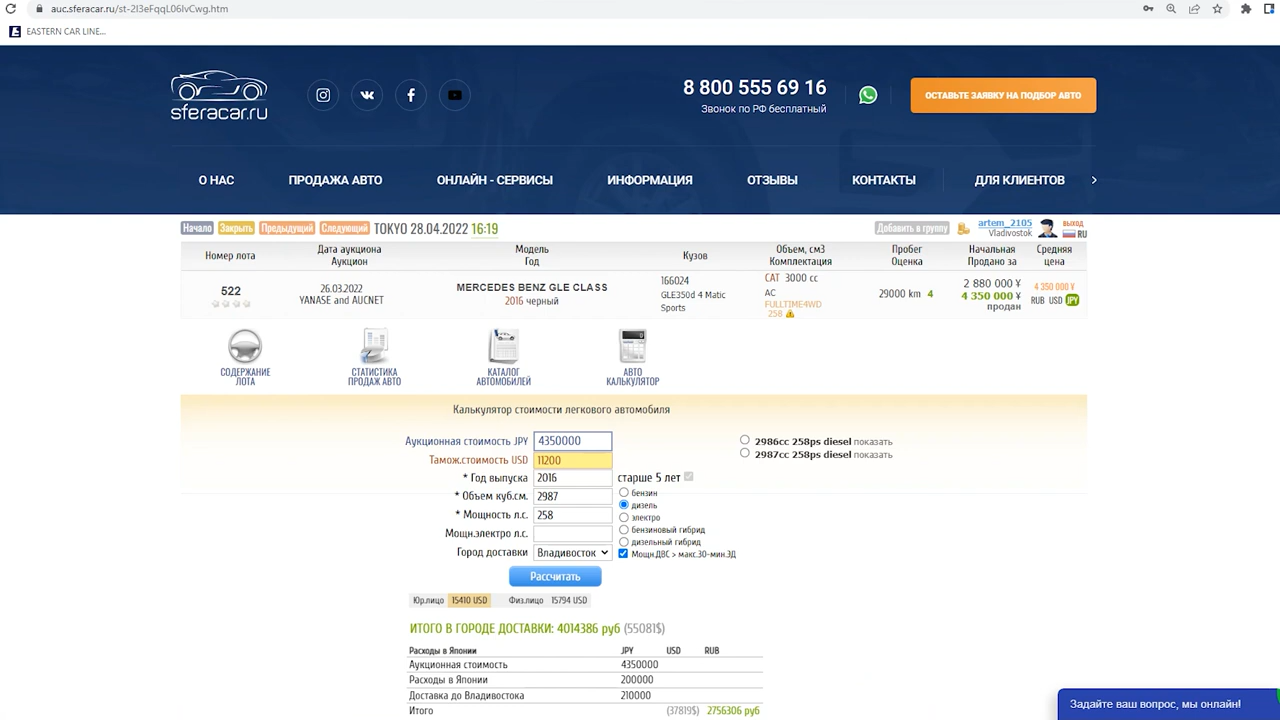 auc.sferacar.ru/st-2I3eFqqL06IvCwg.htm
EASTERN CAR LINE...
sferacar.ru
8 800 555 69 16
Звонок по РФ бесплатный
ОСТАВЬТЕ ЗАЯВКУ НА ПОДБОР АВТО
О НАС ПРОДАЖА АВТО ОНЛАЙН - СЕРВИСЫ ИНФОРМАЦИЯ ОТЗЫВЫ КОНТАКТЫ ДЛЯ КЛИЕНТОВ
Начало Закрыть Предыдущий Следующий TOKYO 28.04.2022 16:19 Добавить в группу artem_2105 выход
Vladivostok RU
Номер лота Дата аукциона Аукцион Модель Год Кузов Объем, см3 Комплектация Пробег Оценка Начальная Продано за Средняя цена
522 26.03.2022 YANASE and AUCNET MERCEDES BENZ GLE CLASS 2016 черный 166024 GLE350d 4 Matic Sports CAT 3000 cc AC FULLTIME4WD 258 29000 km 4 2 880 000 ¥ 4 350 000 ¥ продан 4 350 000 ¥ RUB USD JPY
СОДЕРЖАНИЕ ЛОТА СТАТИСТИКА ПРОДАЖ АВТО КАТАЛОГ АВТОМОБИЛЕЙ АВТО КАЛЬКУЛЯТОР
Калькулятор стоимости легкового автомобиля
Аукционная стоимость JPY 4350000 2986cc 258ps diesel показать
Тамож.стоимость USD 11200 2987cc 258ps diesel показать
* Год выпуска 2016 старше 5 лет
* Объем куб.см. 2987 бензин
дизель
* Мощность л.с. 258 электро
Мощн.электро л.с. бензиновый гибрид
дизельный гибрид
Город доставки Владивосток Мощн.ДВС > макс.30-мин.ЭД
Рассчитать
Юр.лицо 15410 USD Физ.лицо 15794 USD
ИТОГО В ГОРОДЕ ДОСТАВКИ: 4014386 руб (55081$)
Расходы в Японии JPY USD RUB
Аукционная стоимость 4350000
Расходы в Японии 200000
Доставка до Владивостока 210000
Итого (37819$) 2756306 руб
Задайте ваш вопрос, мы онлайн!